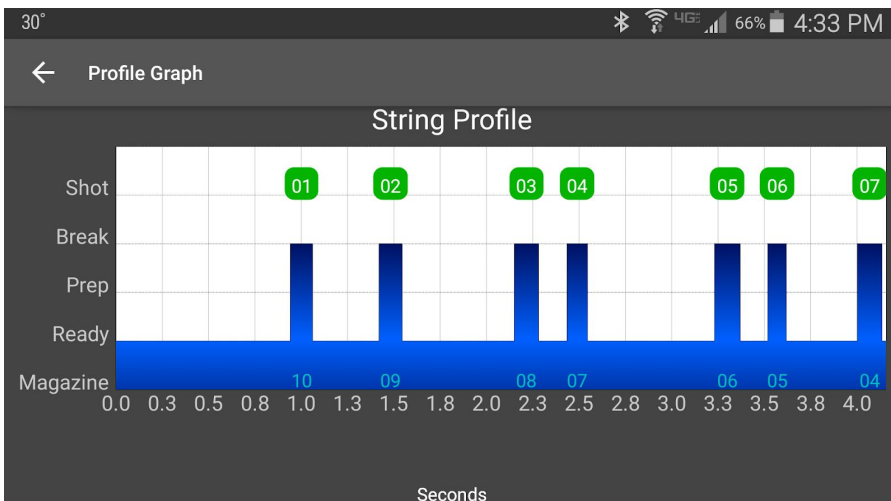 30°
4G 66% 4:33 PM
Profile Graph
String Profile
Shot
01 02 03 04 05 06 07
Break
Prep
Ready
Magazine
10 09 08 07 06 05 04
0.0 0.3 0.5 0.8 1.0 1.3 1.5 1.8 2.0 2.3 2.5 2.8 3.0 3.3 3.5 3.8 4.0
Seconds